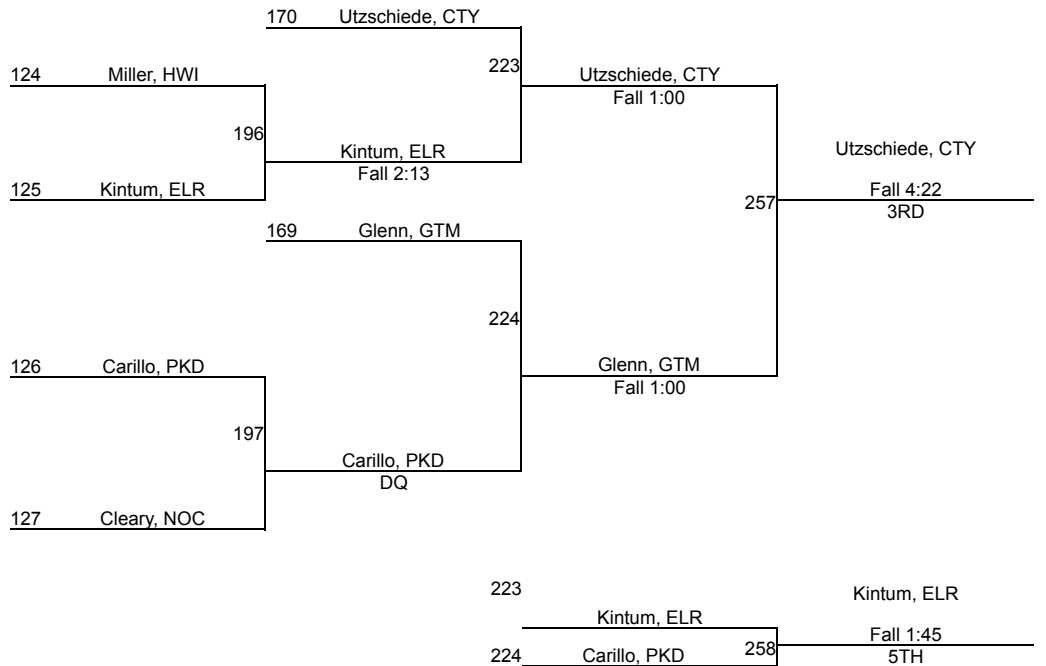 170 Utzschiede, CTY
124 Miller, HWI
223
Utzschiede, CTY
Fall 1:00
196
Kintum, ELR
Fall 2:13
Utzschiede, CTY
125 Kintum, ELR
257
Fall 4:22
3RD
169 Glenn, GTM
224
126 Carillo, PKD
Glenn, GTM
Fall 1:00
197
Carillo, PKD
DQ
127 Cleary, NOC
223
Kintum, ELR
Kintum, ELR
Fall 1:45
224 Carillo, PKD
258
5TH